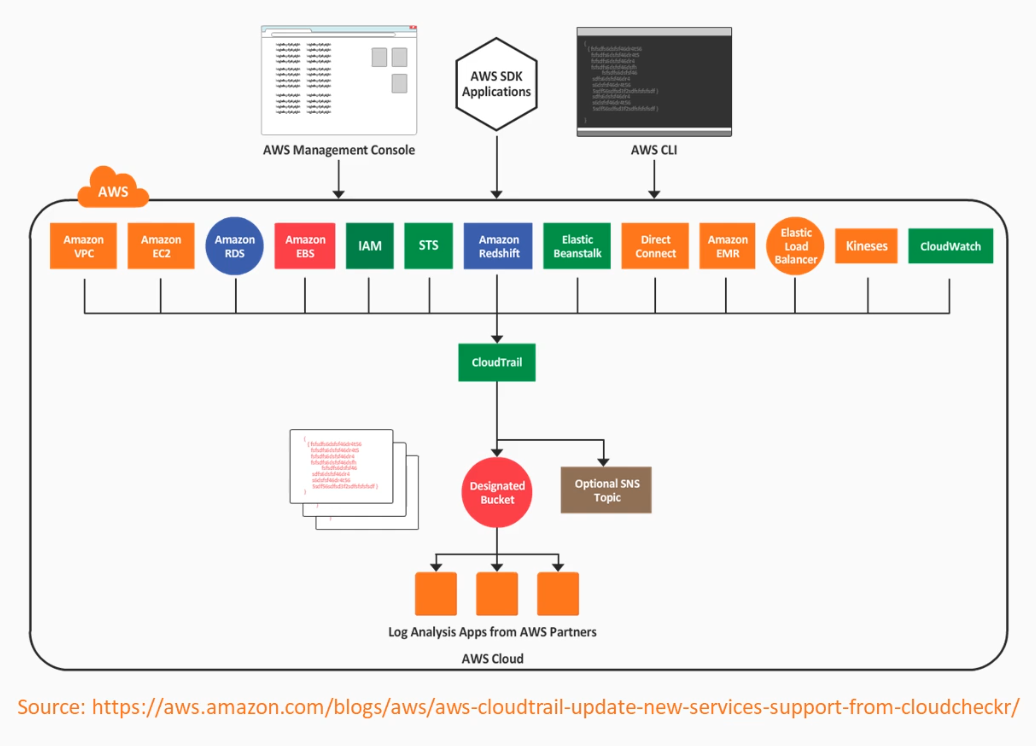 AWS SDK
Applications
AWS Management Console
AWS CLI
AWS
Amazon
VPC
Amazon
EC2
Amazon
RDS
Amazon
EBS
IAM
STS
Amazon
Redshift
Elastic
Beanstalk
Direct
Connect
Amazon
EMR
Elastic
Load
Balancer
Kineses
CloudWatch
CloudTrail
Designated
Bucket
Optional SNS
Topic
Log Analysis Apps from AWS Partners
AWS Cloud
Source: https://aws.amazon.com/blogs/aws/aws-cloudtrail-update-new-services-support-from-cloudcheckr/